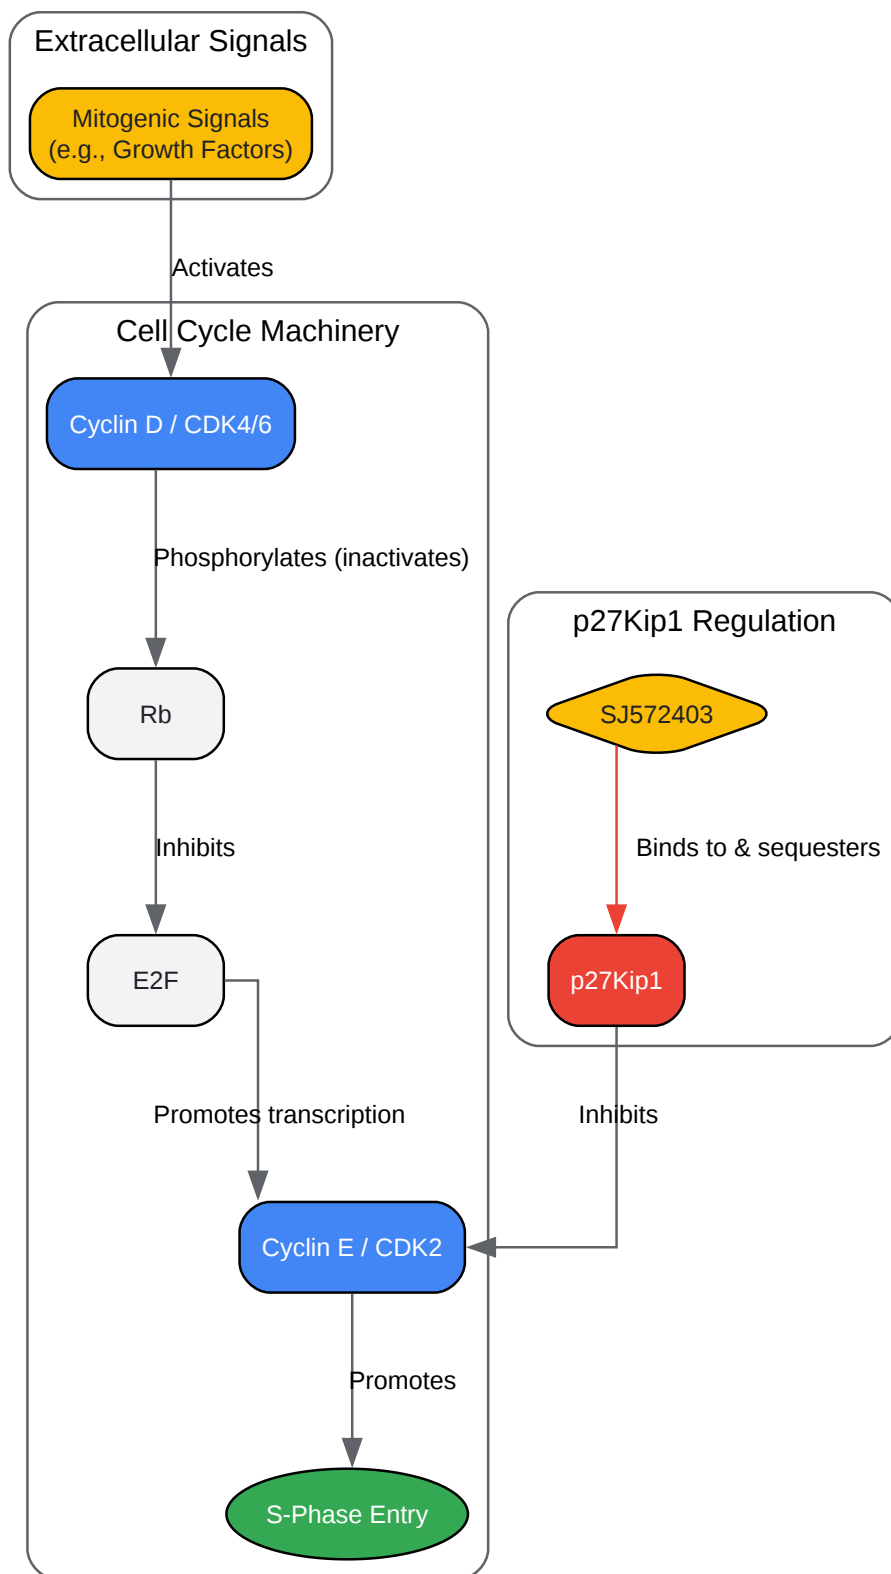 Extracellular Signals
Mitogenic Signals
(e.g., Growth Factors)
Activates
Cell Cycle Machinery
Cyclin D / CDK4/6
Phosphorylates (inactivates)
p27Kip1 Regulation
Rb
SJ572403
Inhibits
Binds to & sequesters
E2F
p27Kip1
Promotes transcription
Inhibits
Cyclin E / CDK2
Promotes
S-Phase Entry